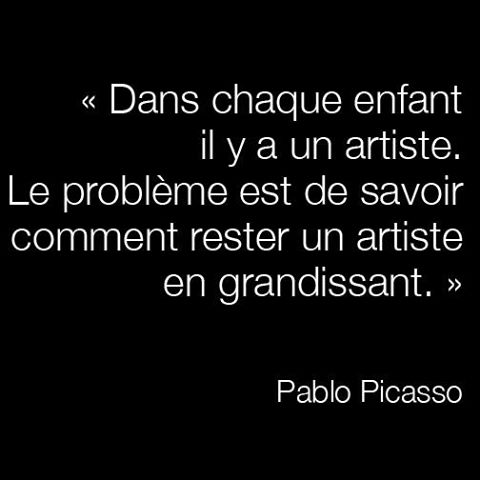 « Dans chaque enfant
il y a un artiste.
Le problème est de savoir
comment rester un artiste
en grandissant. »
Pablo Picasso